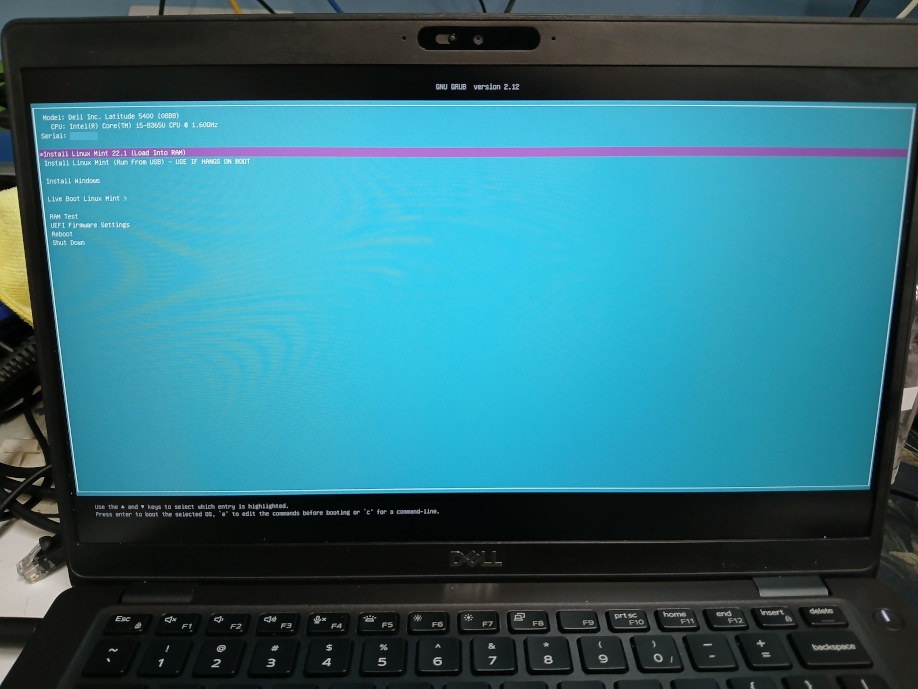 GNU GRUB version 2.12
Model: Dell Inc. Latitude 5400 (08B8)
CPU: Intel(R) Core(TM) i5-8365U CPU @ 1.60GHz
Serial:
*Install Linux Mint 22.1 (Load Into RAM)
Install Linux Mint (Run From USB) - USE IF HANGS ON BOOT
Install Windows
Live Boot Linux Mint >
RAM Test
UEFI Firmware Settings
Reboot
Shut Down
Use the ▲ and ▼ keys to select which entry is highlighted.
Press enter to boot the selected OS, `e' to edit the commands before booting or `c' for a command-line.
DELL
Esc F1 F2 F3 F4 F5 F6 F7 F8 F9 prt sc F10 home F11 end F12 insert delete
~ ! @ # $ % ^ & * ( ) _ + backspace
` 1 2 3 4 5 6 7 8 9 0 - =